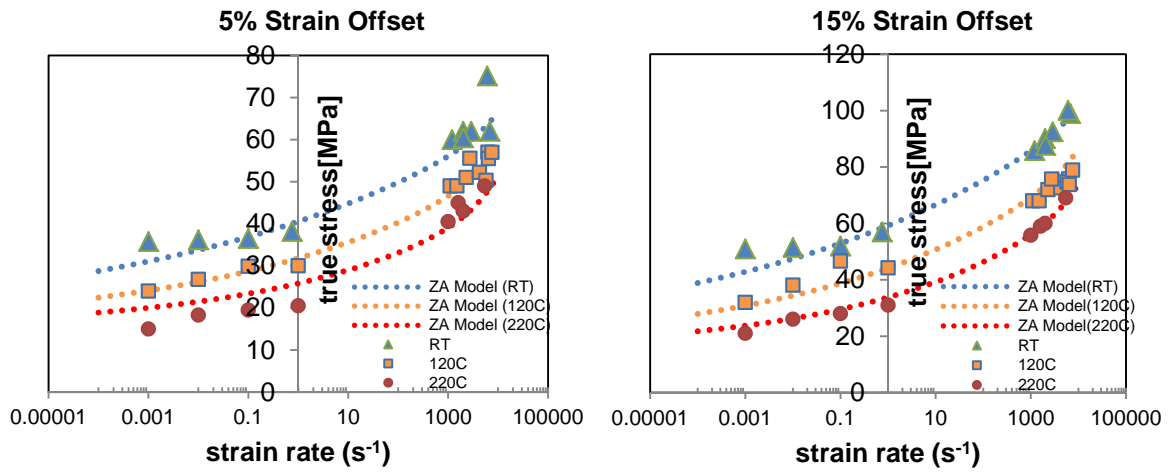 5% Strain Offset
80
70
60
50
40
30
20
10
0
true stress[MPa]
ZA Model (RT)
ZA Model (120C)
ZA Model (220C)
RT
120C
220C
0.00001
0.001
0.1
10
1000
100000
strain rate (s-1)
15% Strain Offset
120
100
80
60
40
20
0
true stress[MPa]
ZA Model(RT)
ZA Model(120C)
ZA Model(220C)
RT
120C
220C
0.00001
0.001
0.1
10
1000
100000
strain rate (s-1)